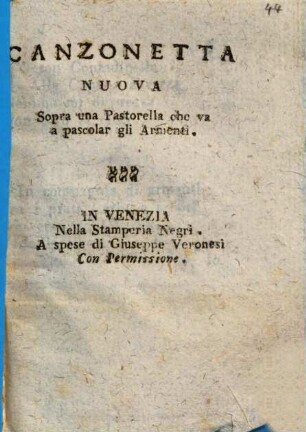 44
CANZONETTA
NUOVA
Sopra una Pastorella che va
a pascolar gli Armenti.
IN VENEZIA
Nella Stamperia Negri.
A spese di Giuseppe Veronesi
Con Permissione.